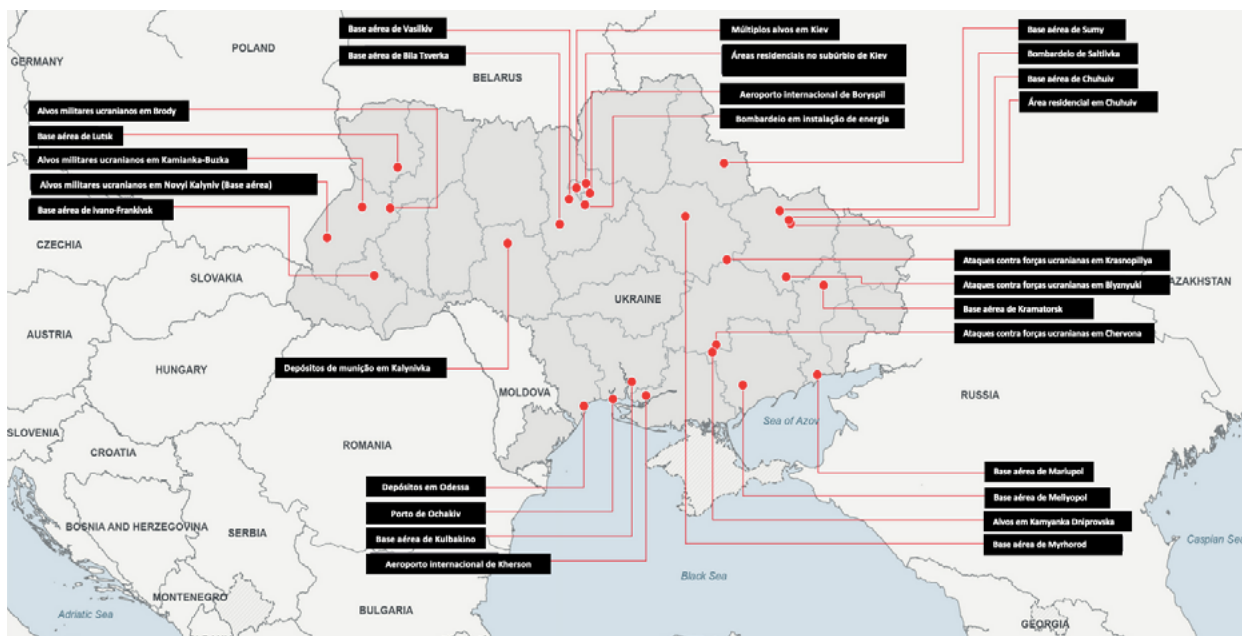 Base aérea de Vasilkiv
Base aérea de Bila Tsverka
Múltiplos alvos em Kiev
Áreas residenciais no subúrbio de Kiev
Aeroporto internacional de Boryspil
Bombardeio em instalação de energia
Base aérea de Sumy
Bombardeio de Saltiivka
Base aérea de Chuhuiv
Área residencial em Chuhuiv
Alvos militares ucranianos em Brody
Base aérea de Lutsk
Alvos militares ucranianos em Kamianka-Buzka
Alvos militares ucranianos em Novyi Kalyniv (Base aérea)
Base aérea de Ivano-Frankivsk
Ataques contra forças ucranianas em Krasnopillya
Ataques contra forças ucranianas em Blyznyuki
Base aérea de Kramatorsk
Ataques contra forças ucranianas em Chervona
Depósitos de munição em Kalynivka
Depósitos em Odessa
Porto de Ochakiv
Base aérea de Kulbakino
Aeroporto internacional de Kherson
Base aérea de Mariupol
Base aérea de Melyopol
Alvos em Kamyanka Dniprovska
Base aérea de Myrhorod
GERMANY
POLAND
BELARUS
CZECHIA
SLOVAKIA
AUSTRIA
HUNGARY
UKRAINE
MOLDOVA
ROMANIA
SLOVENIA
CROATIA
BOSNIA AND HERZEGOVINA
SERBIA
MONTENEGRO
BULGARIA
RUSSIA
AZAKHSTAN
GEORGIA
Adriatic Sea
Black Sea
Sea of Azov
Caspian Sea